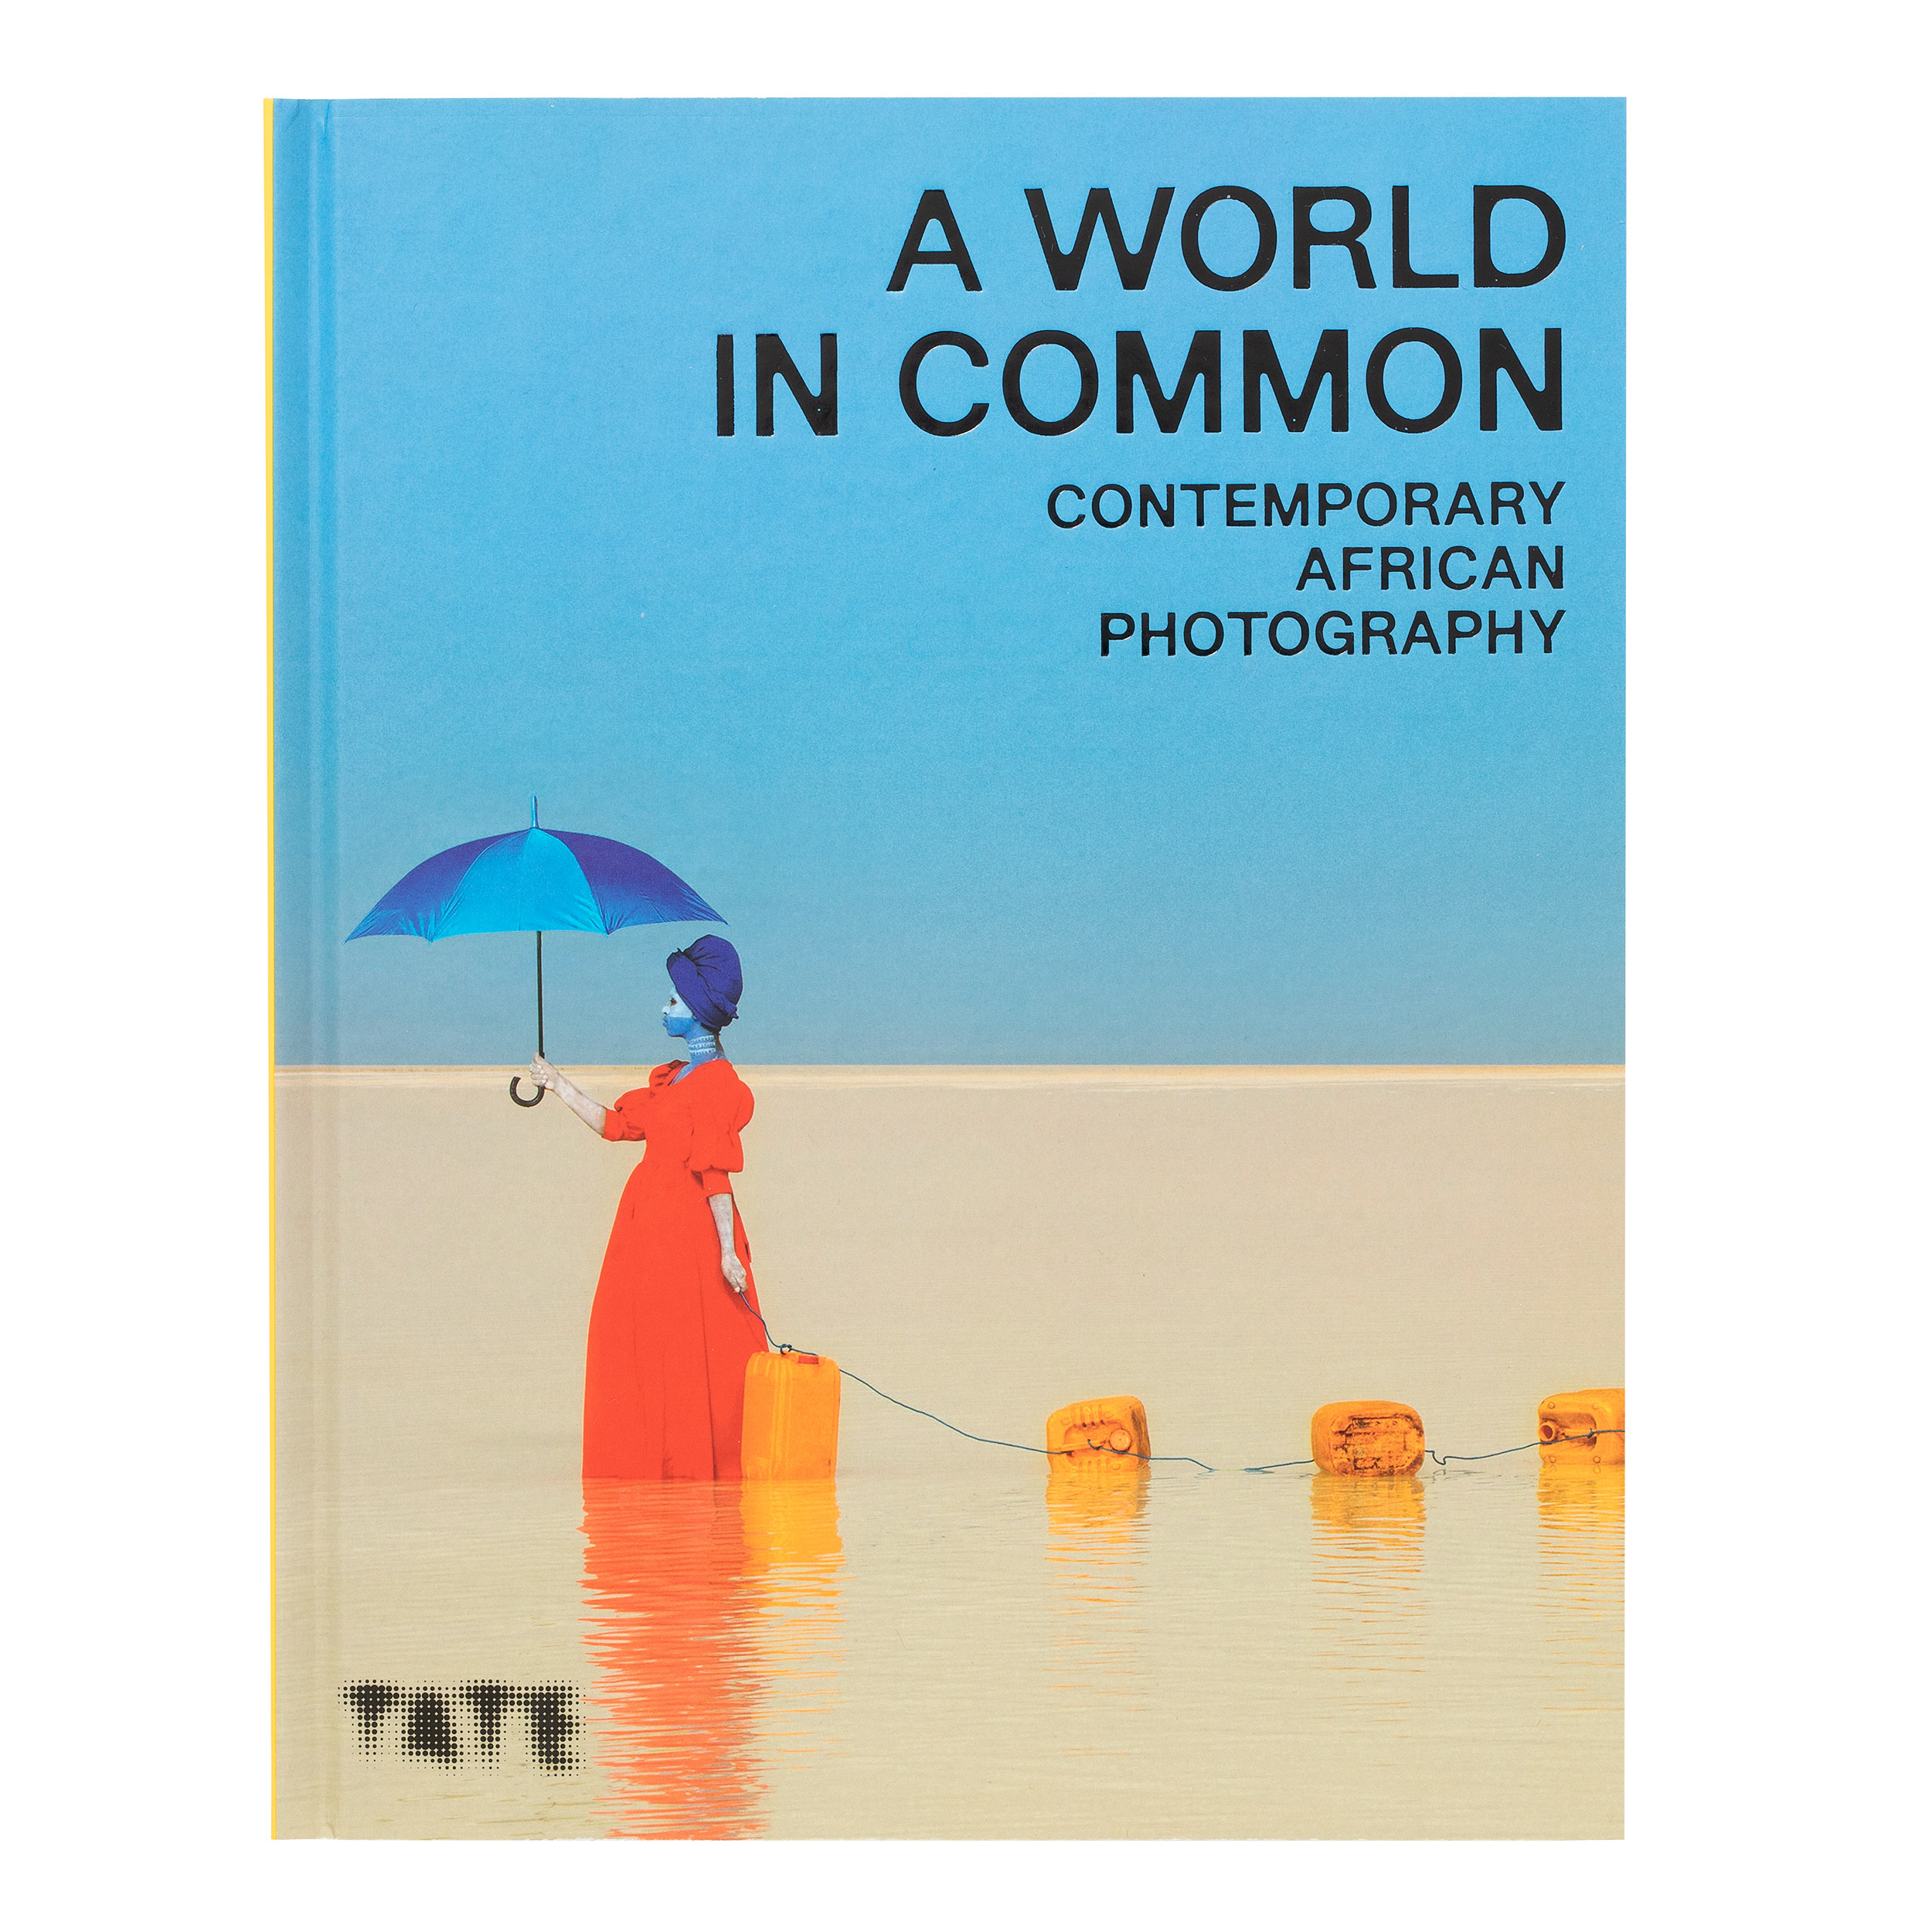 A WORLD
IN COMMON
CONTEMPORARY
AFRICAN
PHOTOGRAPHY
TATE